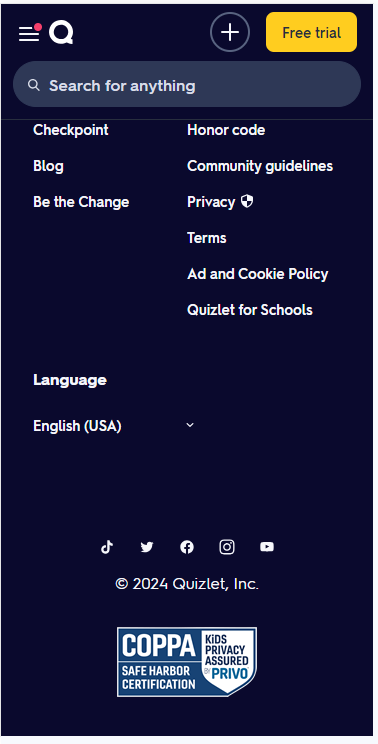 Free trial
Search for anything
Checkpoint
Honor code
Blog
Community guidelines
Be the Change
Privacy
Terms
Ad and Cookie Policy
Quizlet for Schools
Language
English (USA)
© 2024 Quizlet, Inc.
COPPA
SAFE HARBOR
CERTIFICATION
KiDS
PRIVACY
ASSURED
BY PRIVO